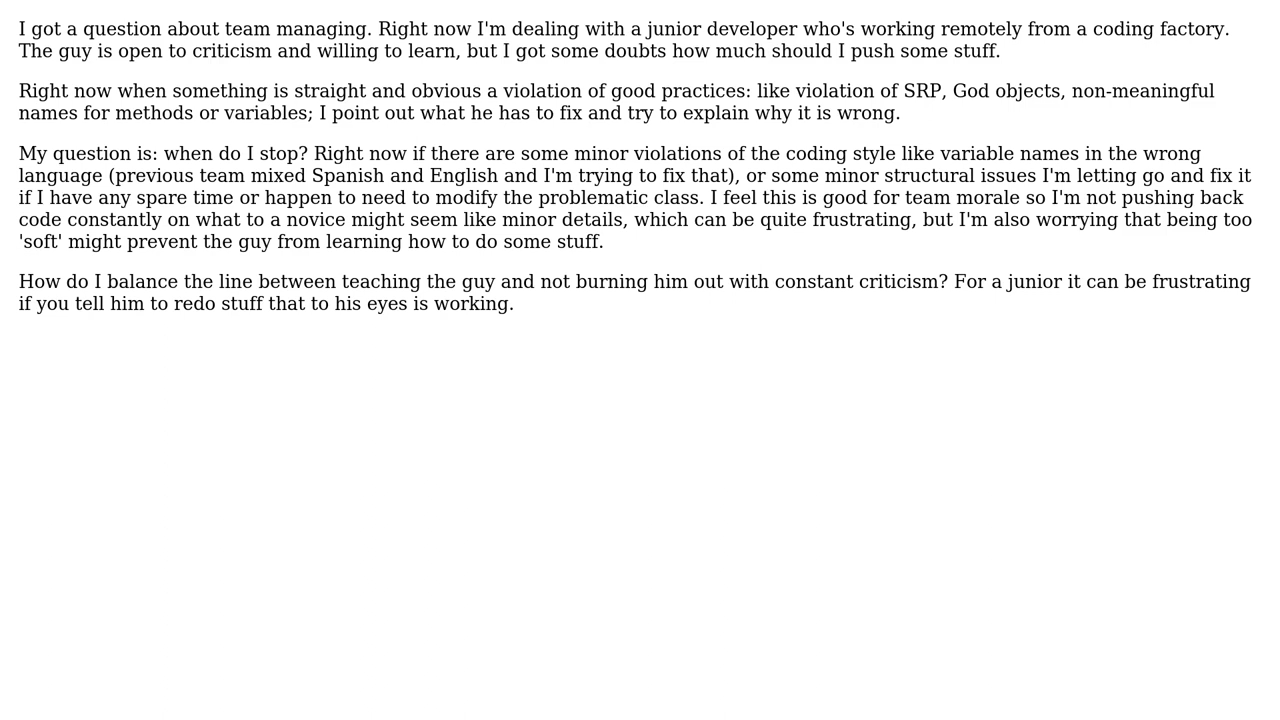 I got a question about team managing. Right now I'm dealing with a junior developer who's working remotely from a coding factory.
The guy is open to criticism and willing to learn, but I got some doubts how much should I push some stuff.
Right now when something is straight and obvious a violation of good practices: like violation of SRP, God objects, non-meaningful
names for methods or variables; I point out what he has to fix and try to explain why it is wrong.
My question is: when do I stop? Right now if there are some minor violations of the coding style like variable names in the wrong
language (previous team mixed Spanish and English and I'm trying to fix that), or some minor structural issues I'm letting go and fix it
if I have any spare time or happen to need to modify the problematic class. I feel this is good for team morale so I'm not pushing back
code constantly on what to a novice might seem like minor details, which can be quite frustrating, but I'm also worrying that being too
'soft' might prevent the guy from learning how to do some stuff.
How do I balance the line between teaching the guy and not burning him out with constant criticism? For a junior it can be frustrating
if you tell him to redo stuff that to his eyes is working.